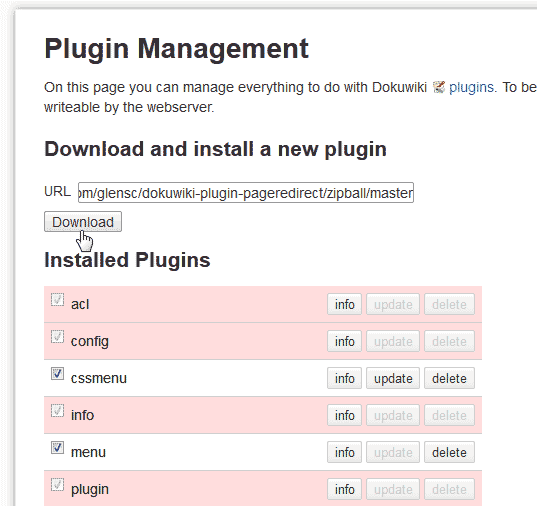 Plugin Management
On this page you can manage everything to do with Dokuwiki plugins. To be
writeable by the webserver.
Download and install a new plugin
URL om/glensc/dokuwiki-plugin-pageredirect/zipball/master
Download
Installed Plugins
acl info update delete
config info update delete
cssmenu info update delete
info info update delete
menu info update delete
plugin info update delete